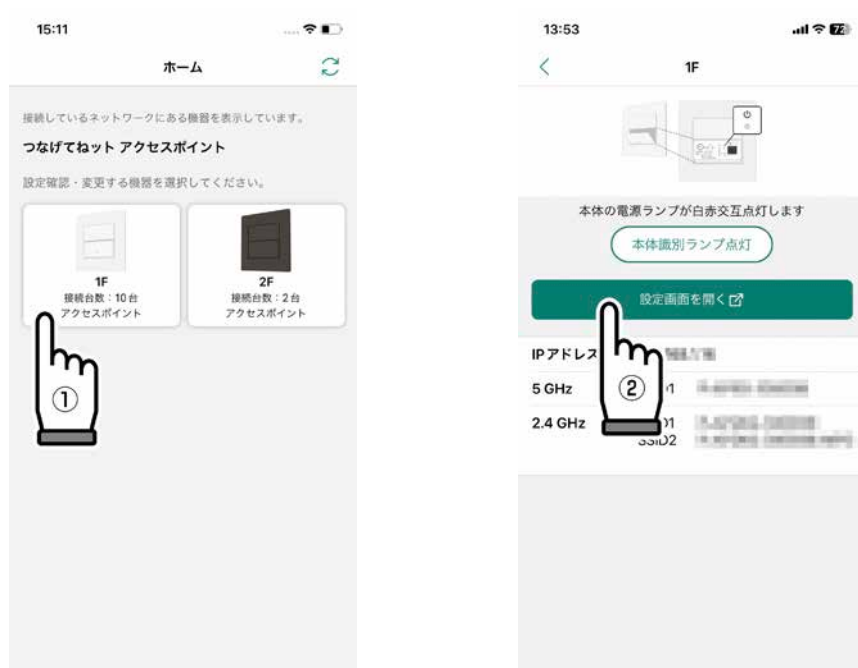 15:11
ホーム
接続しているネットワークにある機器を表示しています。
つなげてねット アクセスポイント
設定確認・変更する機器を選択してください。
1F
接続台数：10台
アクセスポイント
2F
接続台数：2台
アクセスポイント
①
13:53
72
1F
本体の電源ランプが白赤交互点灯します
本体識別ランプ点灯
設定画面を開く
IPアドレス
5 GHz
2.4 GHz
SSID2
②